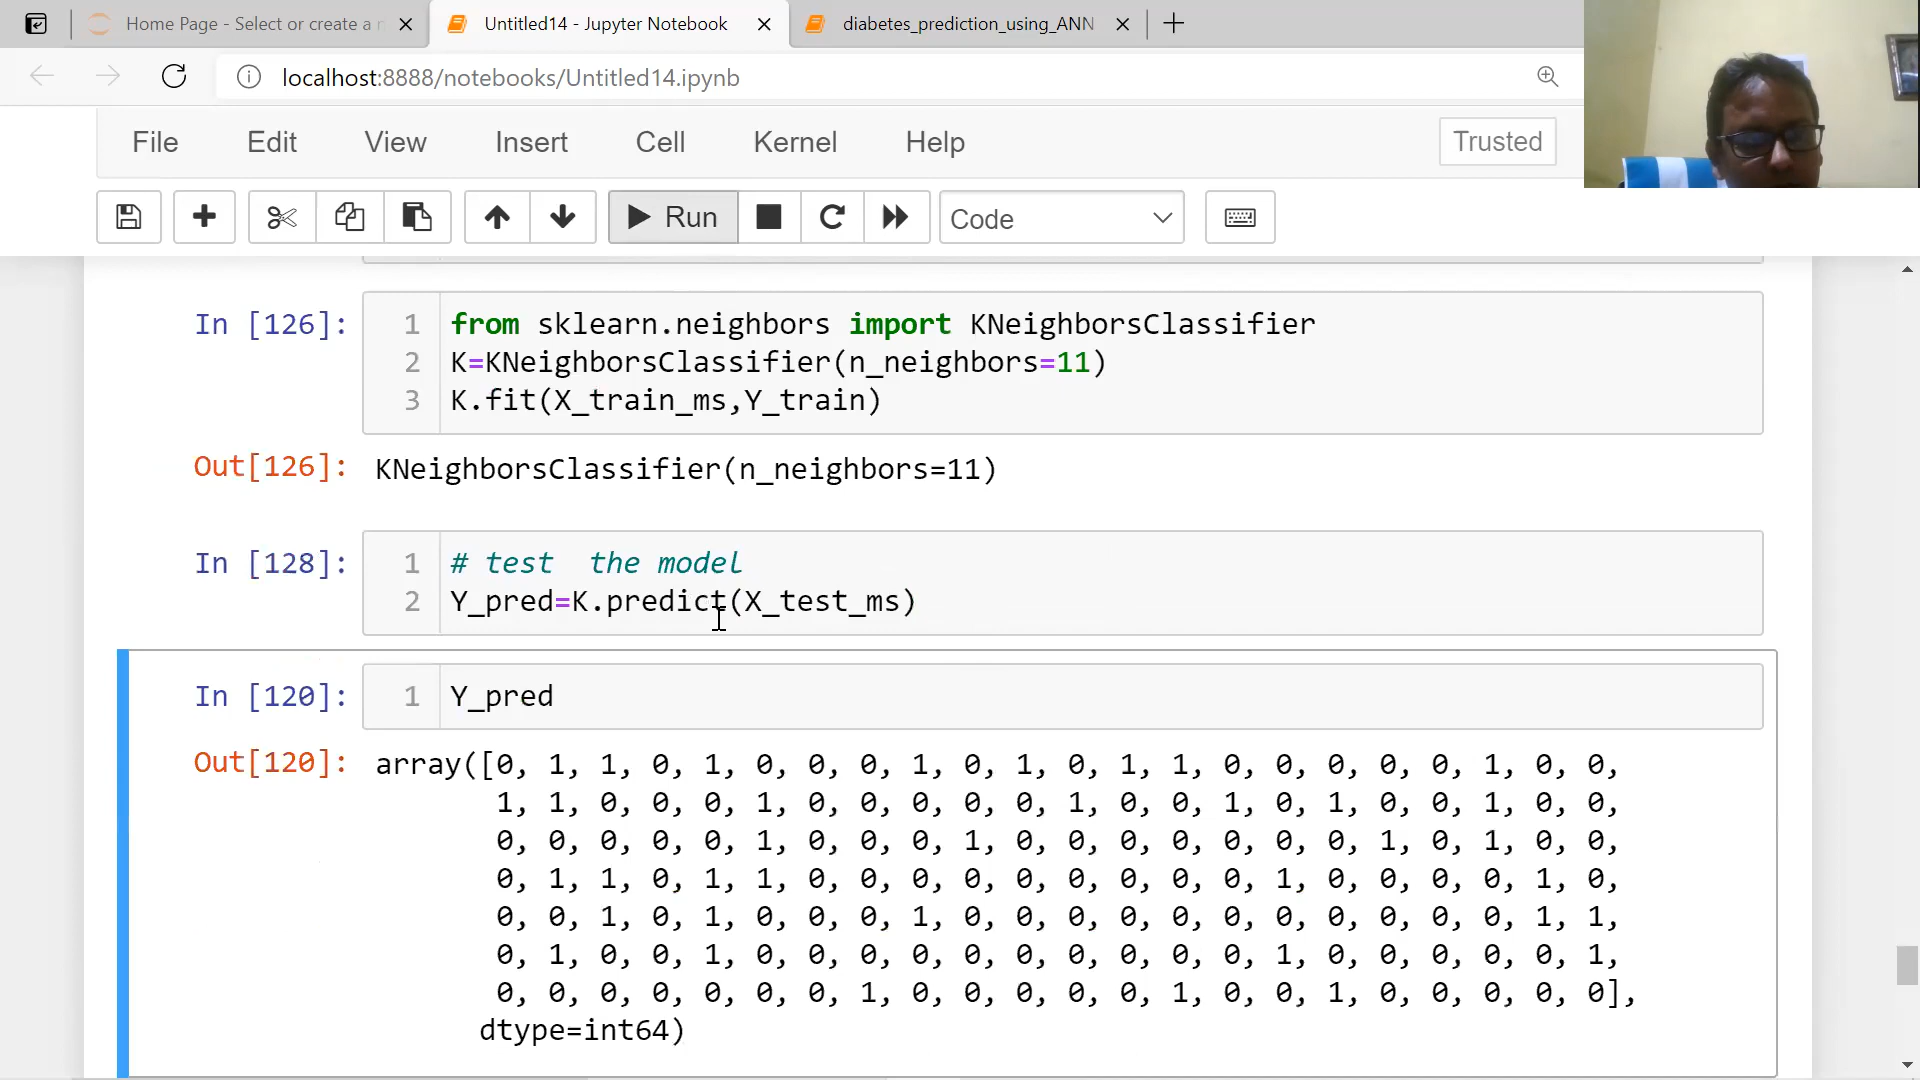 Home Page - Select or create a n
Untitled14 - Jupyter Notebook
diabetes_prediction_using_ANN
localhost:8888/notebooks/Untitled14.ipynb
File Edit View Insert Cell Kernel Help Trusted
Run Code
In [126]: 1 from sklearn.neighbors import KNeighborsClassifier
2 K=KNeighborsClassifier(n_neighbors=11)
3 K.fit(X_train_ms,Y_train)
Out[126]: KNeighborsClassifier(n_neighbors=11)
In [128]: 1 # test  the model
2 Y_pred=K.predict(X_test_ms)
In [120]: 1 Y_pred
Out[120]: array([0, 1, 1, 0, 1, 0, 0, 0, 1, 0, 1, 0, 1, 1, 0, 0, 0, 0, 0, 1, 0, 0,
1, 1, 0, 0, 0, 1, 0, 0, 0, 0, 0, 1, 0, 0, 1, 0, 1, 0, 0, 1, 0, 0,
0, 0, 0, 0, 0, 1, 0, 0, 0, 1, 0, 0, 0, 0, 0, 0, 0, 1, 0, 1, 0, 0,
0, 1, 1, 0, 1, 1, 0, 0, 0, 0, 0, 0, 0, 0, 0, 1, 0, 0, 0, 0, 1, 0,
0, 0, 1, 0, 1, 0, 0, 0, 1, 0, 0, 0, 0, 0, 0, 0, 0, 0, 0, 0, 1, 1,
0, 1, 0, 0, 1, 0, 0, 0, 0, 0, 0, 0, 0, 0, 0, 1, 0, 0, 0, 0, 0, 1,
0, 0, 0, 0, 0, 0, 0, 1, 0, 0, 0, 0, 0, 1, 0, 0, 1, 0, 0, 0, 0, 0],
dtype=int64)